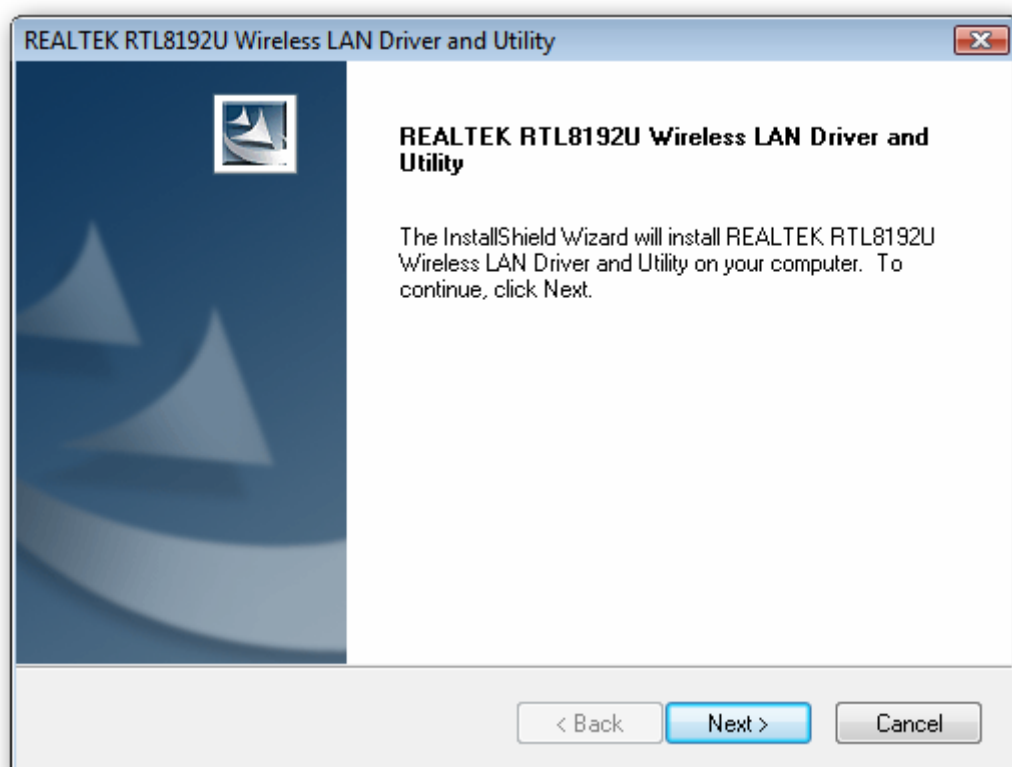 REALTEK RTL8192U Wireless LAN Driver and Utility
REALTEK RTL8192U Wireless LAN Driver and
Utility
The InstallShield Wizard will install REALTEK RTL8192U
Wireless LAN Driver and Utility on your computer.  To
continue, click Next.
< Back
Next >
Cancel